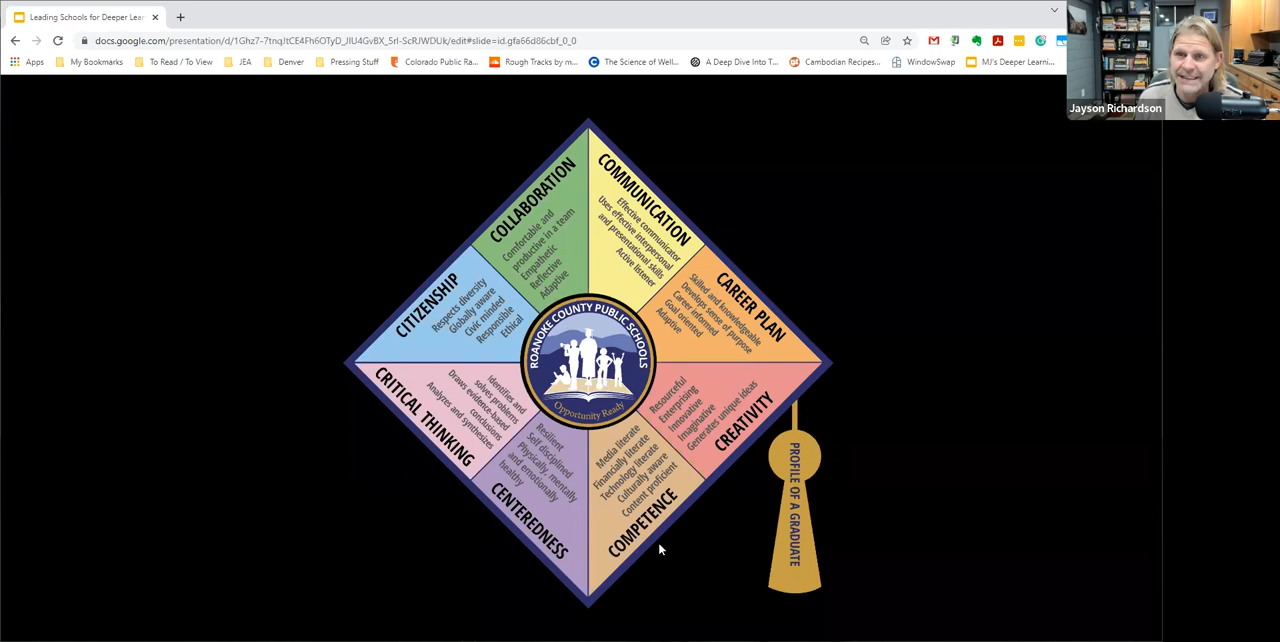 Leading Schools for Deeper Lear
docs.google.com/presentation/d/1Ghz7-7tnqJtCE4Fh6OTyD_JIU4GvBX_5rl-ScRJWDUk/edit#slide=id.gfa66d86cbf_0_0
Apps
My Bookmarks
To Read / To View
JEA
Denver
Pressing Stuff
Colorado Public Ra...
Rough Tracks by m...
The Science of Well...
A Deep Dive Into T...
Cambodian Recipes...
WindowSwap
MJ's Deeper Learni...
Jayson Richardson
COLLABORATION
Comfortable and
productive in a team
Empathetic
Reflective
Adaptive
COMMUNICATION
Effective communicator
Uses effective interpersonal
and presentational skills
Active listener
CAREER PLAN
Skilled and knowledgeable
Develops sense of purpose
Career informed
Goal oriented
Adaptive
CITIZENSHIP
Respects diversity
Globally aware
Civic minded
Responsible
Ethical
ROANOKE COUNTY PUBLIC SCHOOLS
Opportunity Ready
CRITICAL THINKING
Identifies and
solves problems
Draws evidence-based
conclusions
Analyzes and synthesizes
CENTEREDNESS
Resilient
Self disciplined
Physically, mentally
and emotionally
healthy
COMPETENCE
Media literate
Financially literate
Technology literate
Culturally aware
Content proficient
CREATIVITY
Resourceful
Enterprising
Innovative
Imaginative
Generates unique ideas
PROFILE OF A GRADUATE